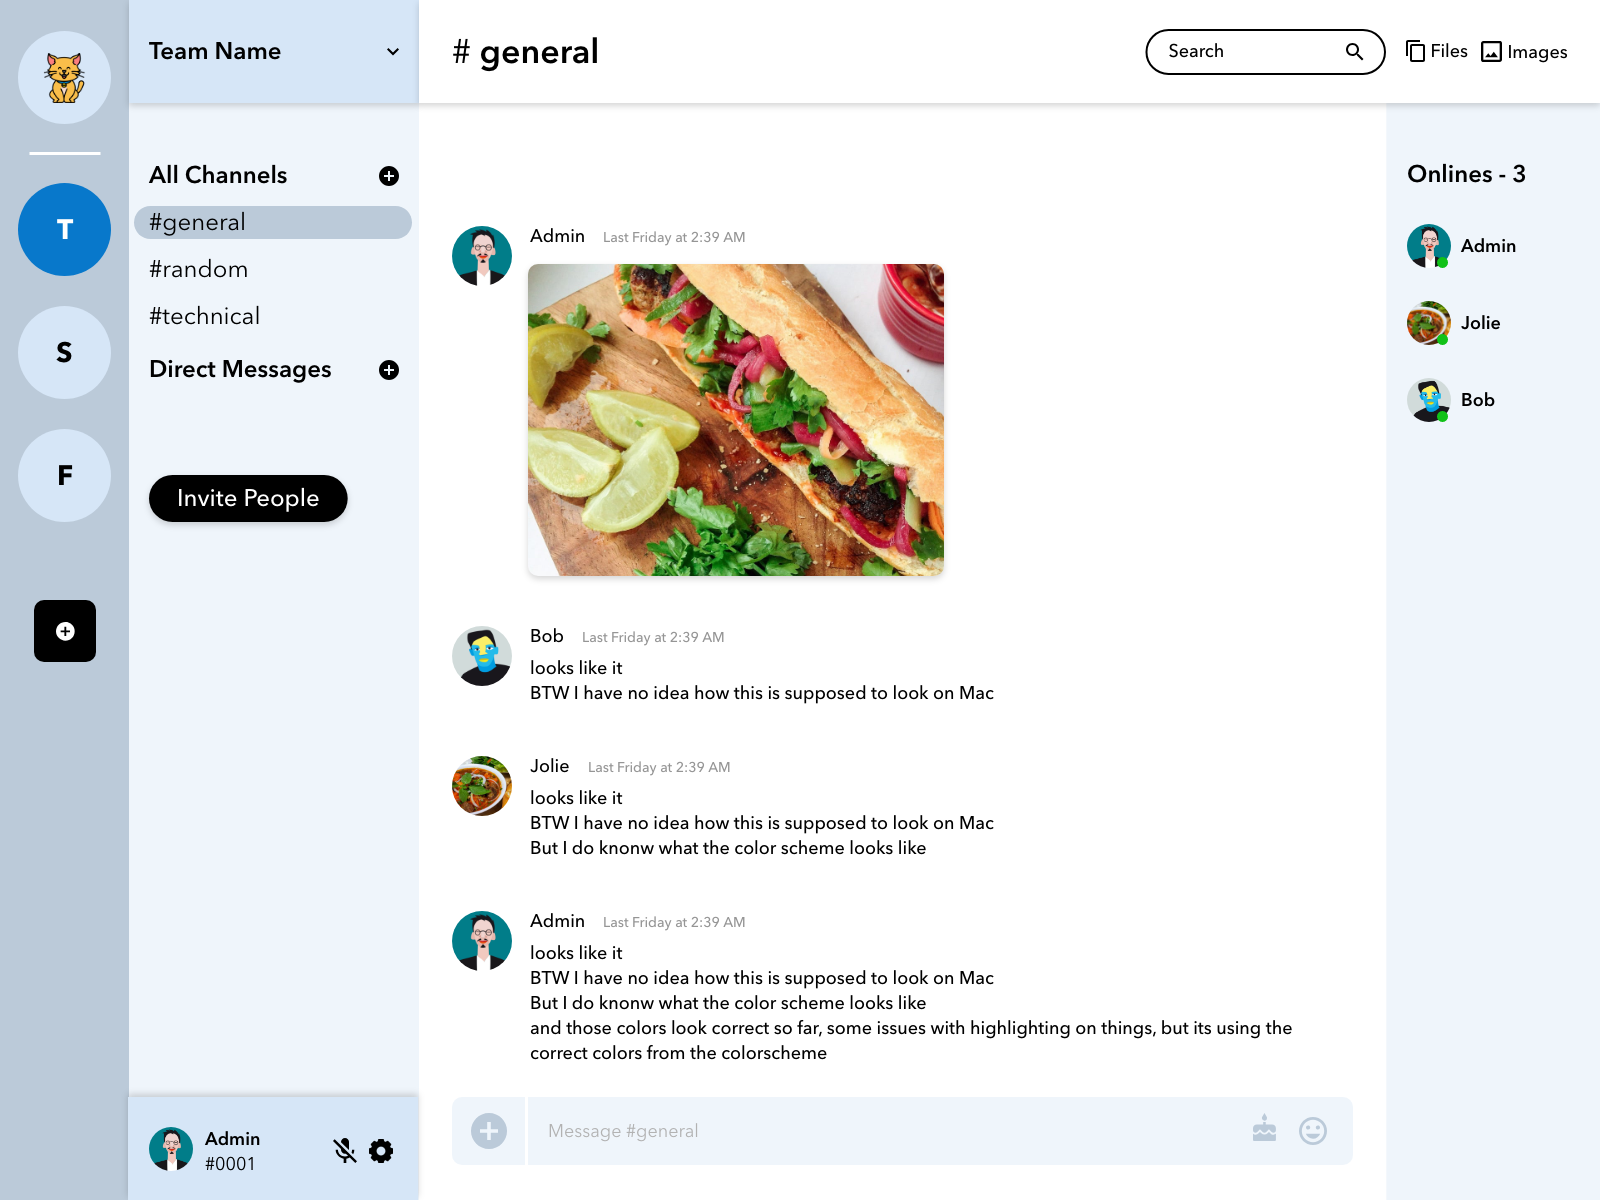 Team Name
# general
Search
Files
Images
T
S
F
All Channels
#general
#random
#technical
Direct Messages
Invite People
Admin Last Friday at 2:39 AM
Bob Last Friday at 2:39 AM
looks like it
BTW I have no idea how this is supposed to look on Mac
Jolie Last Friday at 2:39 AM
looks like it
BTW I have no idea how this is supposed to look on Mac
But I do knonw what the color scheme looks like
Admin Last Friday at 2:39 AM
looks like it
BTW I have no idea how this is supposed to look on Mac
But I do knonw what the color scheme looks like
and those colors look correct so far, some issues with highlighting on things, but its using the
correct colors from the colorscheme
Message #general
Onlines - 3
Admin
Jolie
Bob
Admin
#0001